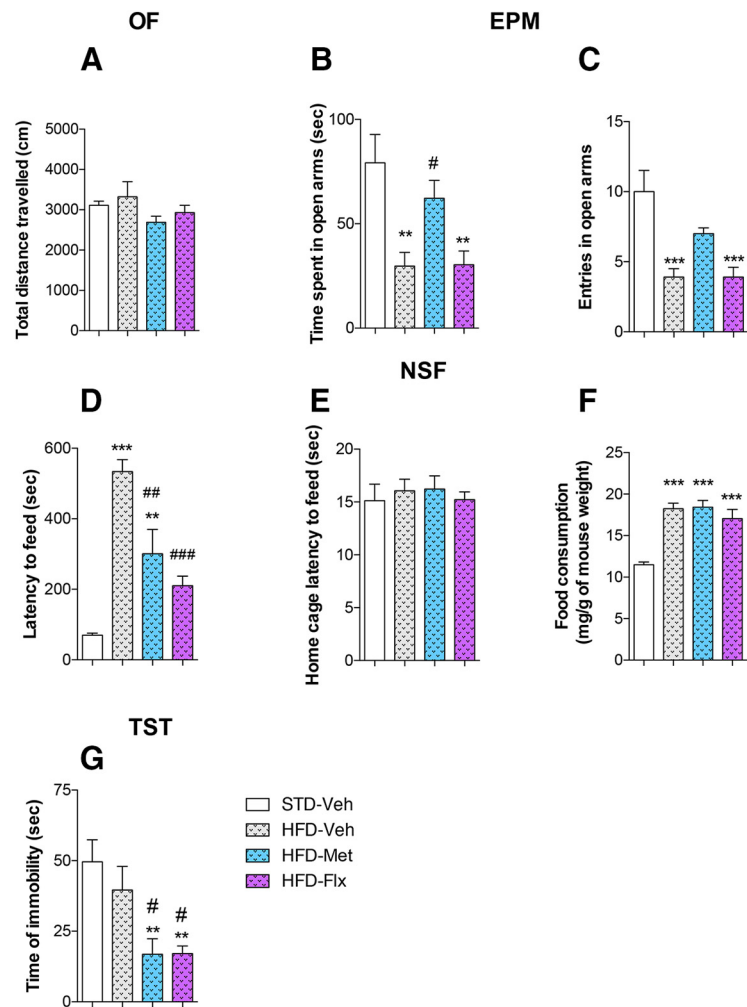 OF
EPM
A
B
C
Total distance travelled (cm)
5000
4000
3000
2000
1000
0
Time spent in open arms (sec)
100
50
0
**
#
**
Entries in open arms
15
10
5
0
***
***
NSF
D
E
F
Latency to feed (sec)
600
400
200
0
***
##
**
###
Home cage latency to feed (sec)
20
15
10
5
0
Food consumption
(mg/g of mouse weight)
25
20
15
10
5
0
***
***
***
TST
G
Time of immobility (sec)
75
50
25
0
#
**
#
**
STD-Veh
HFD-Veh
HFD-Met
HFD-Flx